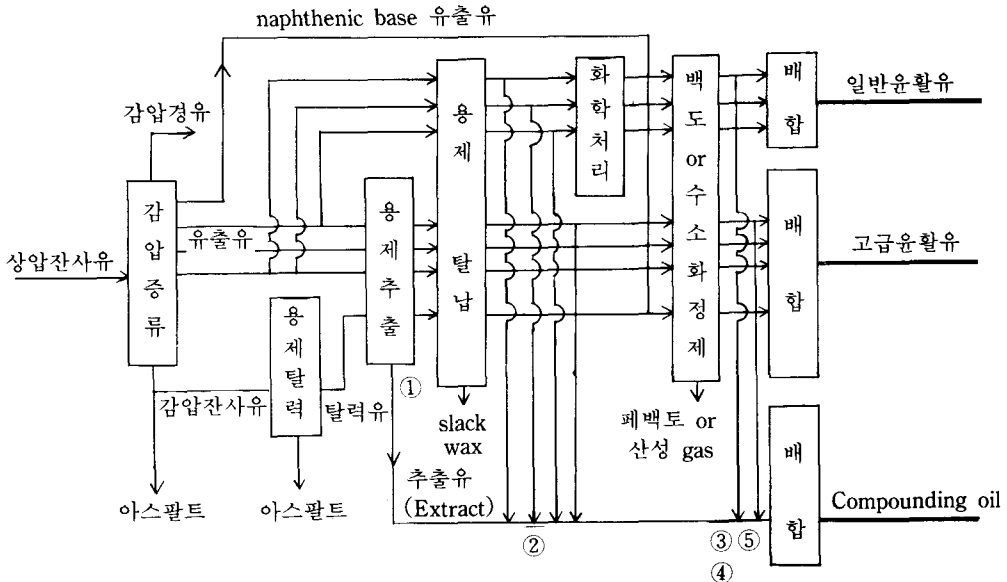 naphthenic base 유출유
감압경유
상압잔사유
감압증류
유출유
감압잔사유
아스팔트
용제탈력
탈력유
아스팔트
용제추출
①
추출유
(Extract)
용제탈납
slack
wax
화학처리
백도or수소화정제
폐백토 or
산성 gas
배합
일반윤활유
배합
고급윤활유
배합
Compounding oil
②
③ ⑤
④